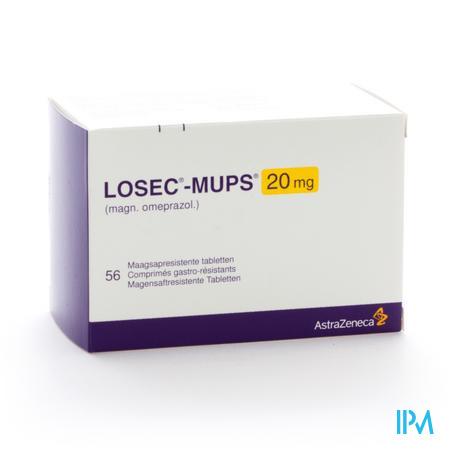 LOSEC®-MUPS® 20 mg
(magn. omeprazol.)
56 Maagsapresistente tabletten
Comprimés gastro-résistants
Magensaftresistente Tabletten
AstraZeneca
IPM